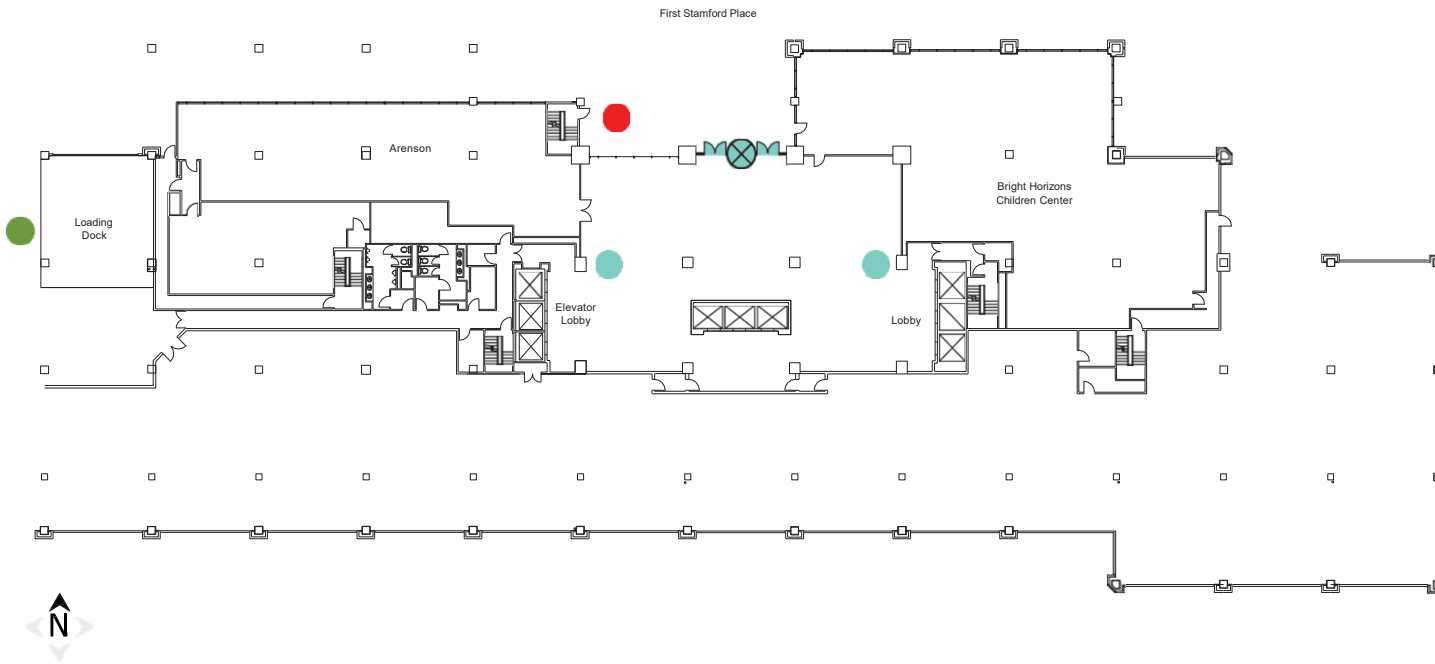 First Stamford Place
Arenson
Bright Horizons
Children Center
Loading
Dock
Elevator
Lobby
Lobby
N